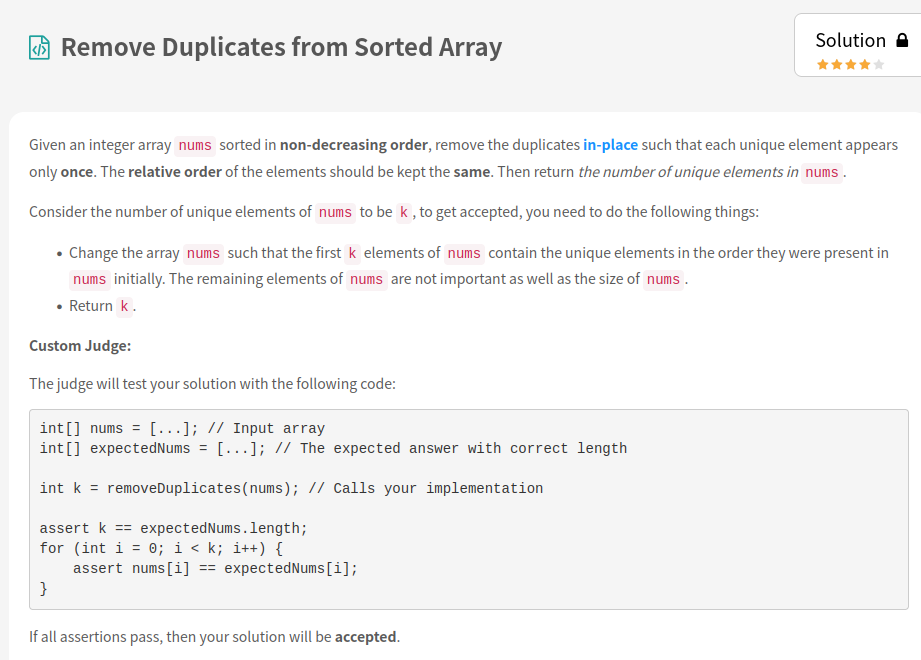 Remove Duplicates from Sorted Array
Solution
Given an integer array nums sorted in non-decreasing order, remove the duplicates in-place such that each unique element appears
only once. The relative order of the elements should be kept the same. Then return the number of unique elements in nums.
Consider the number of unique elements of nums to be k, to get accepted, you need to do the following things:
• Change the array nums such that the first k elements of nums contain the unique elements in the order they were present in
nums initially. The remaining elements of nums are not important as well as the size of nums.
• Return k.
Custom Judge:
The judge will test your solution with the following code:
int[] nums = [...]; // Input array
int[] expectedNums = [...]; // The expected answer with correct length
int k = removeDuplicates(nums); // Calls your implementation
assert k == expectedNums.length;
for (int i = 0; i < k; i++) {
    assert nums[i] == expectedNums[i];
}
If all assertions pass, then your solution will be accepted.